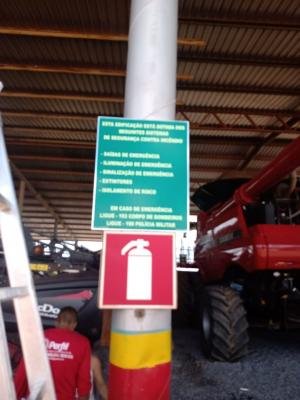 ESTA EDIFICAÇÃO ESTÁ DOTADA DOS
SEGUINTES SISTEMAS
DE SEGURANÇA CONTRA INCÊNDIO
- SAÍDAS DE EMERGÊNCIA
- ILUMINAÇÃO DE EMERGÊNCIA
- SINALIZAÇÃO DE EMERGÊNCIA
- EXTINTORES
- ISOLAMENTO DE RISCO
EM CASO DE EMERGÊNCIA
LIGUE - 193 CORPO DE BOMBEIROS
LIGUE - 190 POLÍCIA MILITAR
Perfil